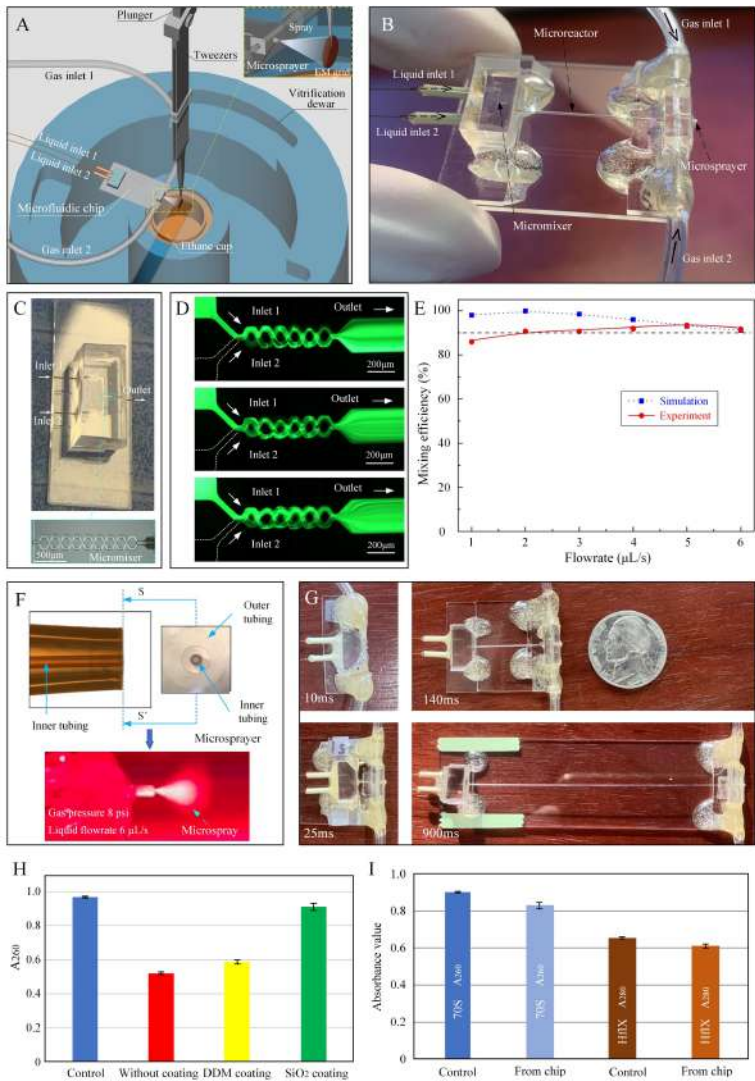 A
Plunger
Spray
Microsprayer
EM grid
Tweezers
Gas inlet 1
Vitrification
dewar
Liquid inlet 1
Liquid inlet 2
Microfluidic chip
Gas inlet 2
Ethane cup
B
Gas inlet 1
Microreactor
Liquid inlet 1
Liquid inlet 2
Microsprayer
Micromixer
Gas inlet 2
C
Inlet 1
Outlet
Inlet 2
500μm
Micromixer
D
Inlet 1
Outlet
Inlet 2
200μm
Inlet 1
Outlet
Inlet 2
200μm
Inlet 1
Outlet
Inlet 2
200μm
E
Mixing efficiency (%)
100
80
60
40
20
0
Simulation
Experiment
1 2 3 4 5 6
Flowrate (μL/s)
F
S
Outer
tubing
Inner tubing
Inner
tubing
S'
Microsprayer
Gas pressure 8 psi
Liquid flowrate 6 μL/s
Microspray
G
10ms
140ms
25ms
900ms
H
A260
1.0
0.8
0.6
0.4
0.2
0.0
Control Without coating DDM coating SiO2 coating
I
Absorbance value
1.0
0.8
0.6
0.4
0.2
0.0
70S A260
70S A260
HflX A280
HflX A280
Control From chip Control From chip